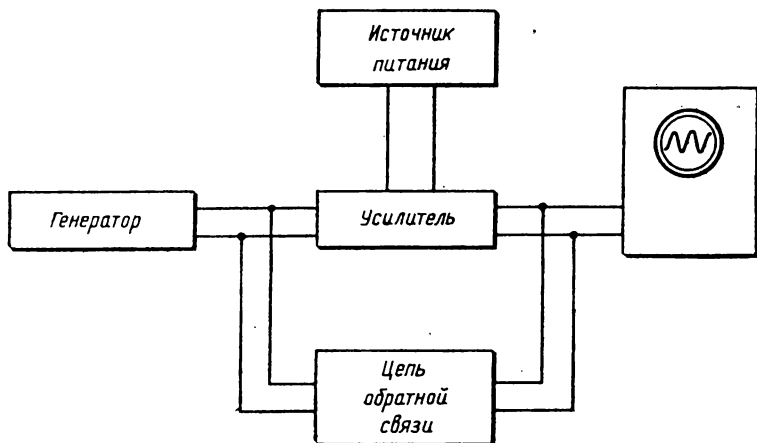 Источник
питания
Генератор
Усилитель
Цепь
обратной
связи